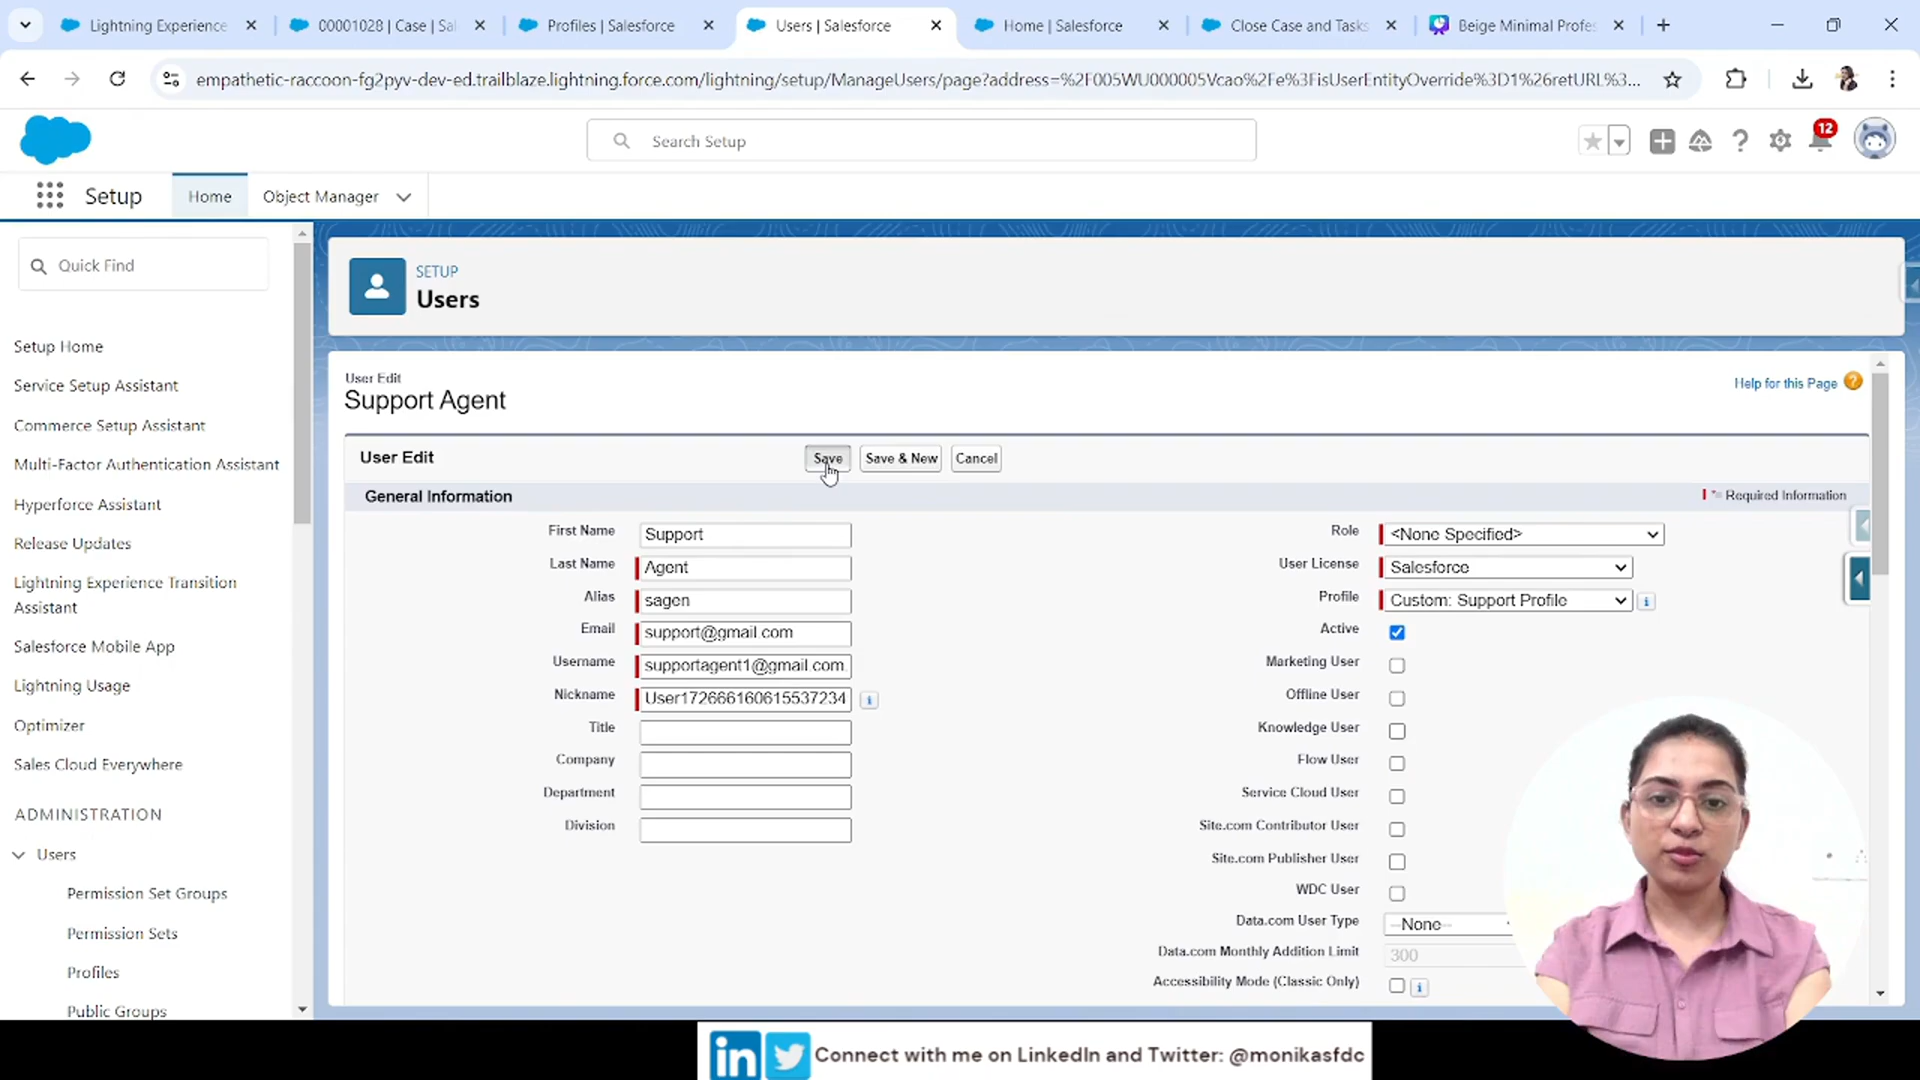 Lightning Experience
00001028 | Case | Sal
Profiles | Salesforce
Users | Salesforce
Home | Salesforce
Close Case and Tasks
Beige Minimal Profes
empathetic-raccoon-fg2pyv-dev-ed.trailblaze.lightning.force.com/lightning/setup/ManageUsers/page?address=%2F005WU000005Vcao%2Fe%3FisUserEntityOverride%3D1%26retURL%3...
Search Setup
12
Setup
Home
Object Manager
Quick Find
Setup Home
Service Setup Assistant
Commerce Setup Assistant
Multi-Factor Authentication Assistant
Hyperforce Assistant
Release Updates
Lightning Experience Transition
Assistant
Salesforce Mobile App
Lightning Usage
Optimizer
Sales Cloud Everywhere
ADMINISTRATION
Users
Permission Set Groups
Permission Sets
Profiles
Public Groups
SETUP
Users
User Edit
Support Agent
Help for this Page
User Edit
Save
Save & New
Cancel
General Information
= Required Information
First Name Support
Last Name Agent
Alias sagen
Email support@gmail.com
Username supportagent1@gmail.com
Nickname User172666160615537234
Title
Company
Department
Division
Role <None Specified>
User License Salesforce
Profile Custom: Support Profile
Active
Marketing User
Offline User
Knowledge User
Flow User
Service Cloud User
Site.com Contributor User
Site.com Publisher User
WDC User
Data.com User Type --None--
Data.com Monthly Addition Limit 300
Accessibility Mode (Classic Only)
in Connect with me on LinkedIn and Twitter: @monikasfdc